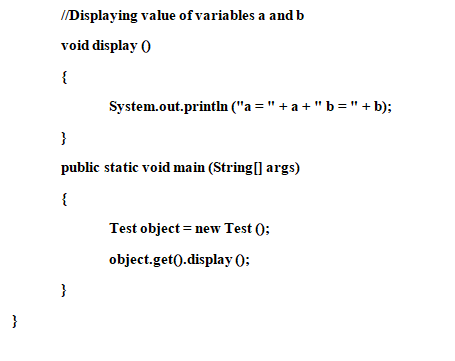 //Displaying value of variables a and b
void display ()
{
System.out.println ("a = " + a + " b = " + b);
}
public static void main (String[] args)
{
Test object = new Test ();
object.get().display ();
}
}